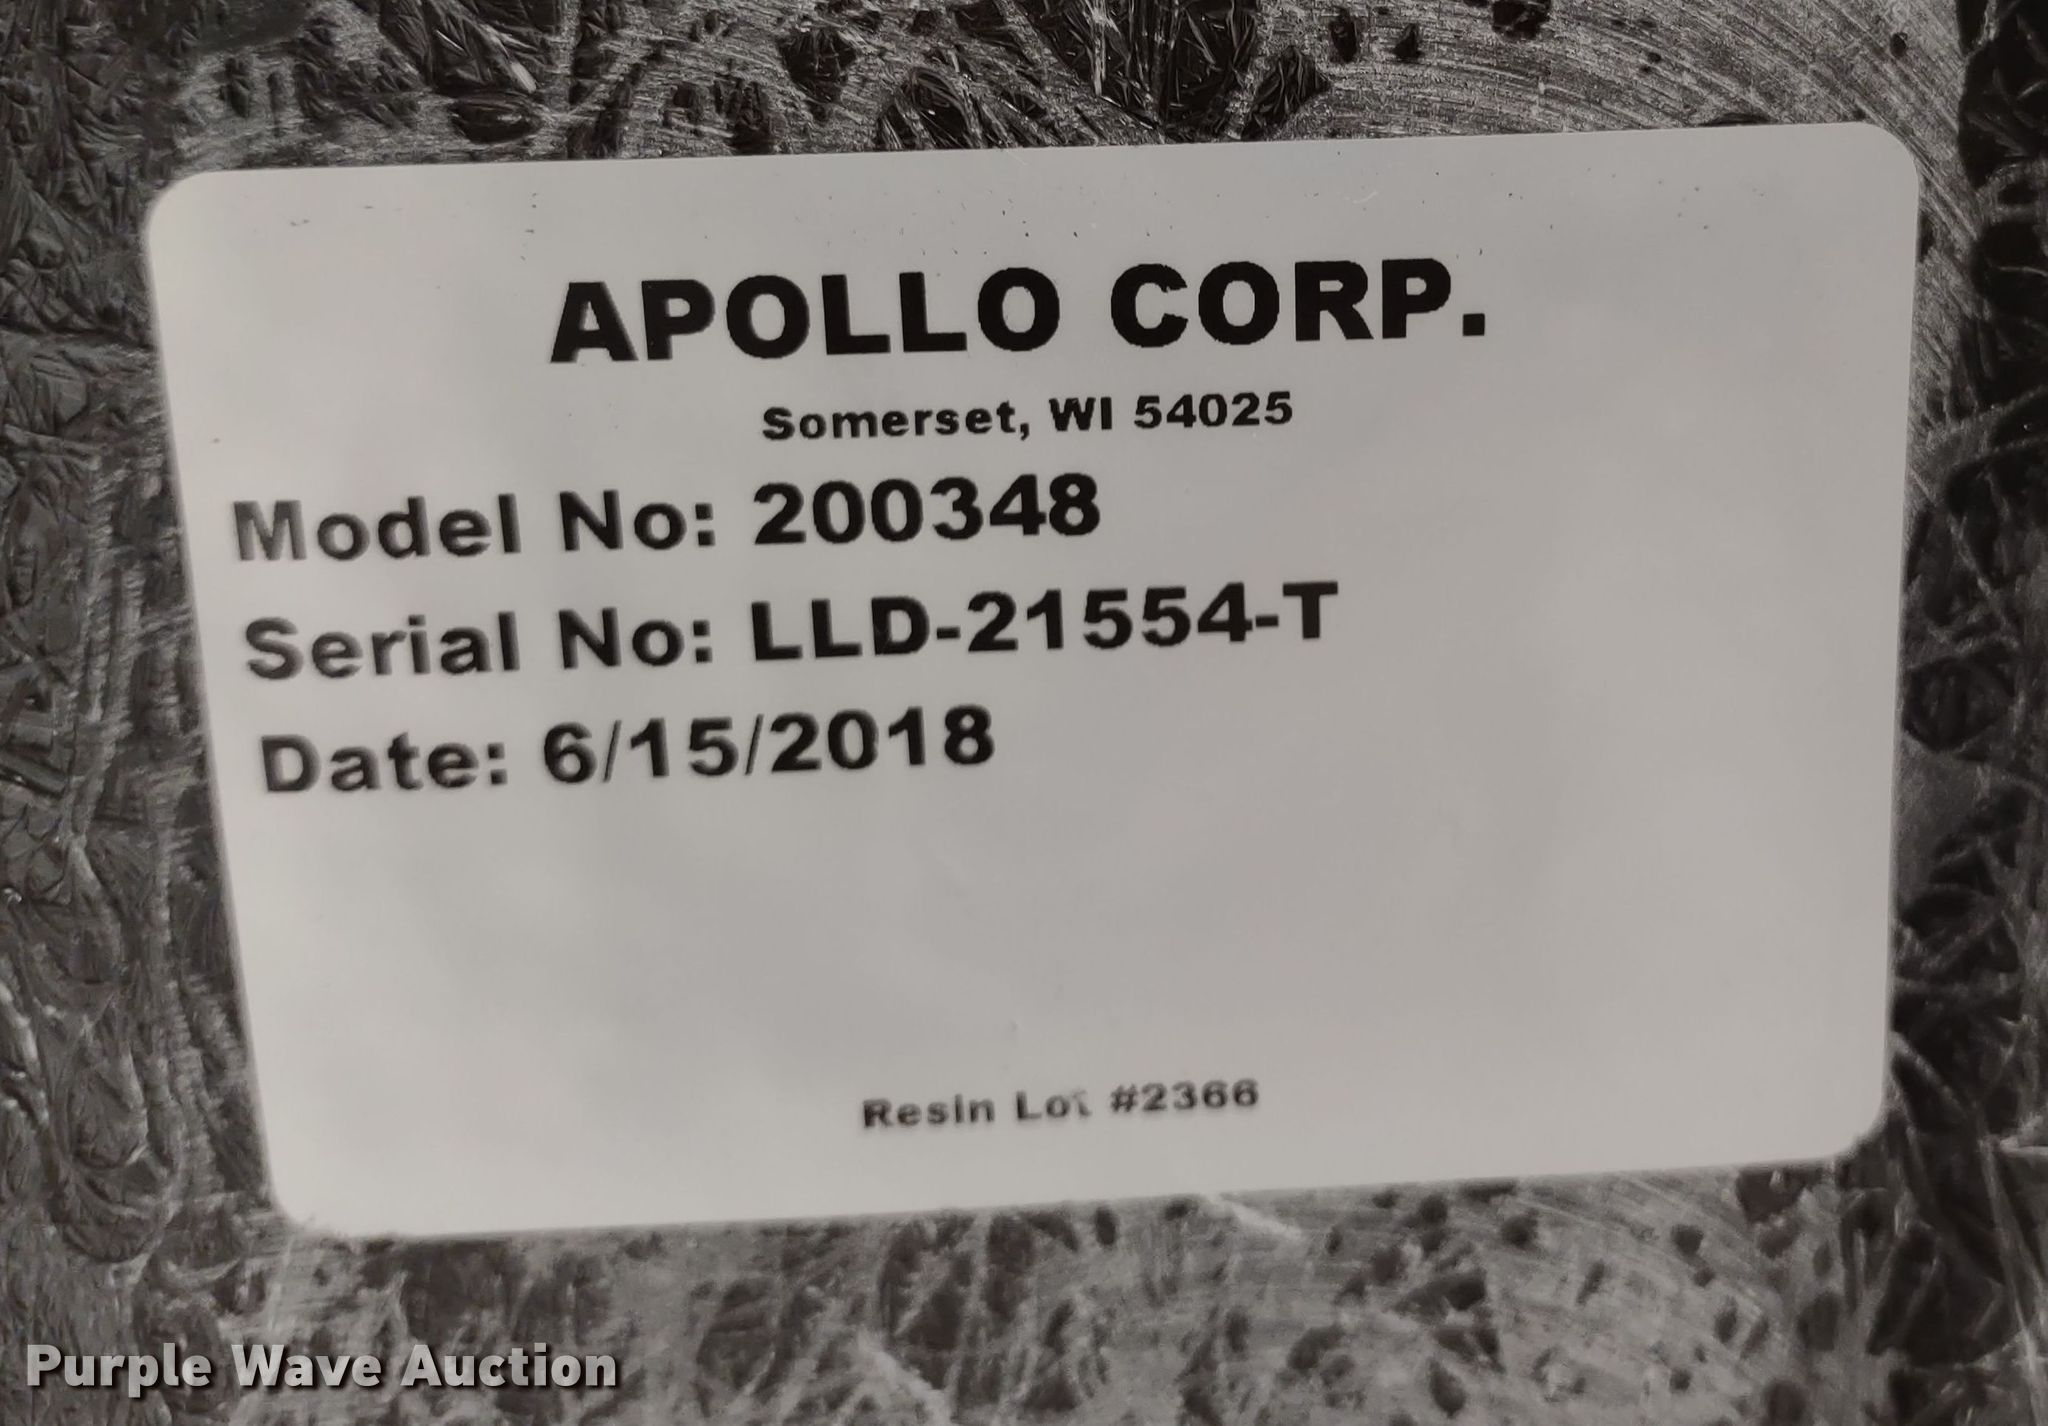 APOLLO CORP.
Somerset, WI 54025
Model No: 200348
Serial No: LLD-21554-T
Date: 6/15/2018
Resin Lot #2366
Purple Wave Auction